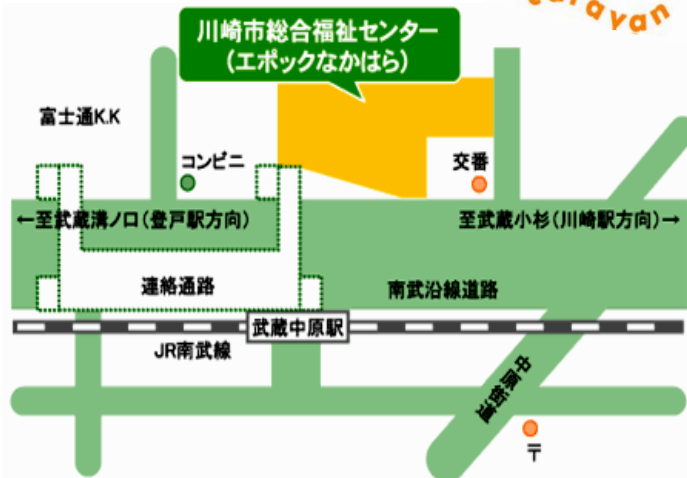 caravan
川崎市総合福祉センター
(エポックなかはら)
富士通K.K
コンビニ
交番
←至武蔵溝ノ口(登戸駅方向)
至武蔵小杉(川崎駅方向)→
連絡通路
南武沿線道路
武蔵中原駅
JR南武線
中原街道
〒